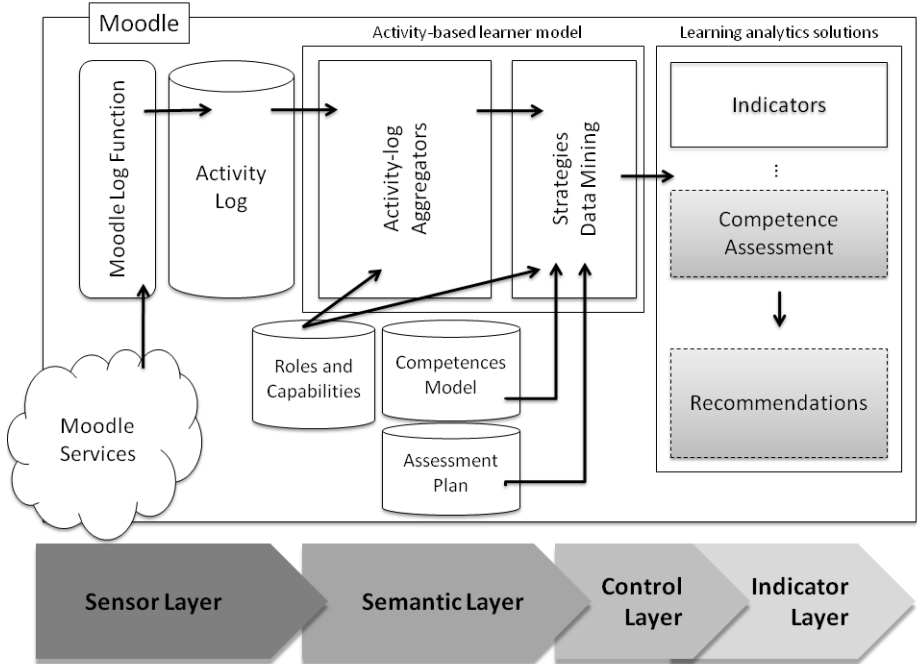 Moodle
Activity-based learner model
Learning analytics solutions
Moodle Log Function
Activity
Log
Activity-log
Aggregators
Strategies
Data Mining
Indicators
...
Competence
Assessment
Recommendations
Roles and
Capabilities
Competences
Model
Assessment
Plan
Moodle
Services
Sensor Layer
Semantic Layer
Control
Layer
Indicator
Layer